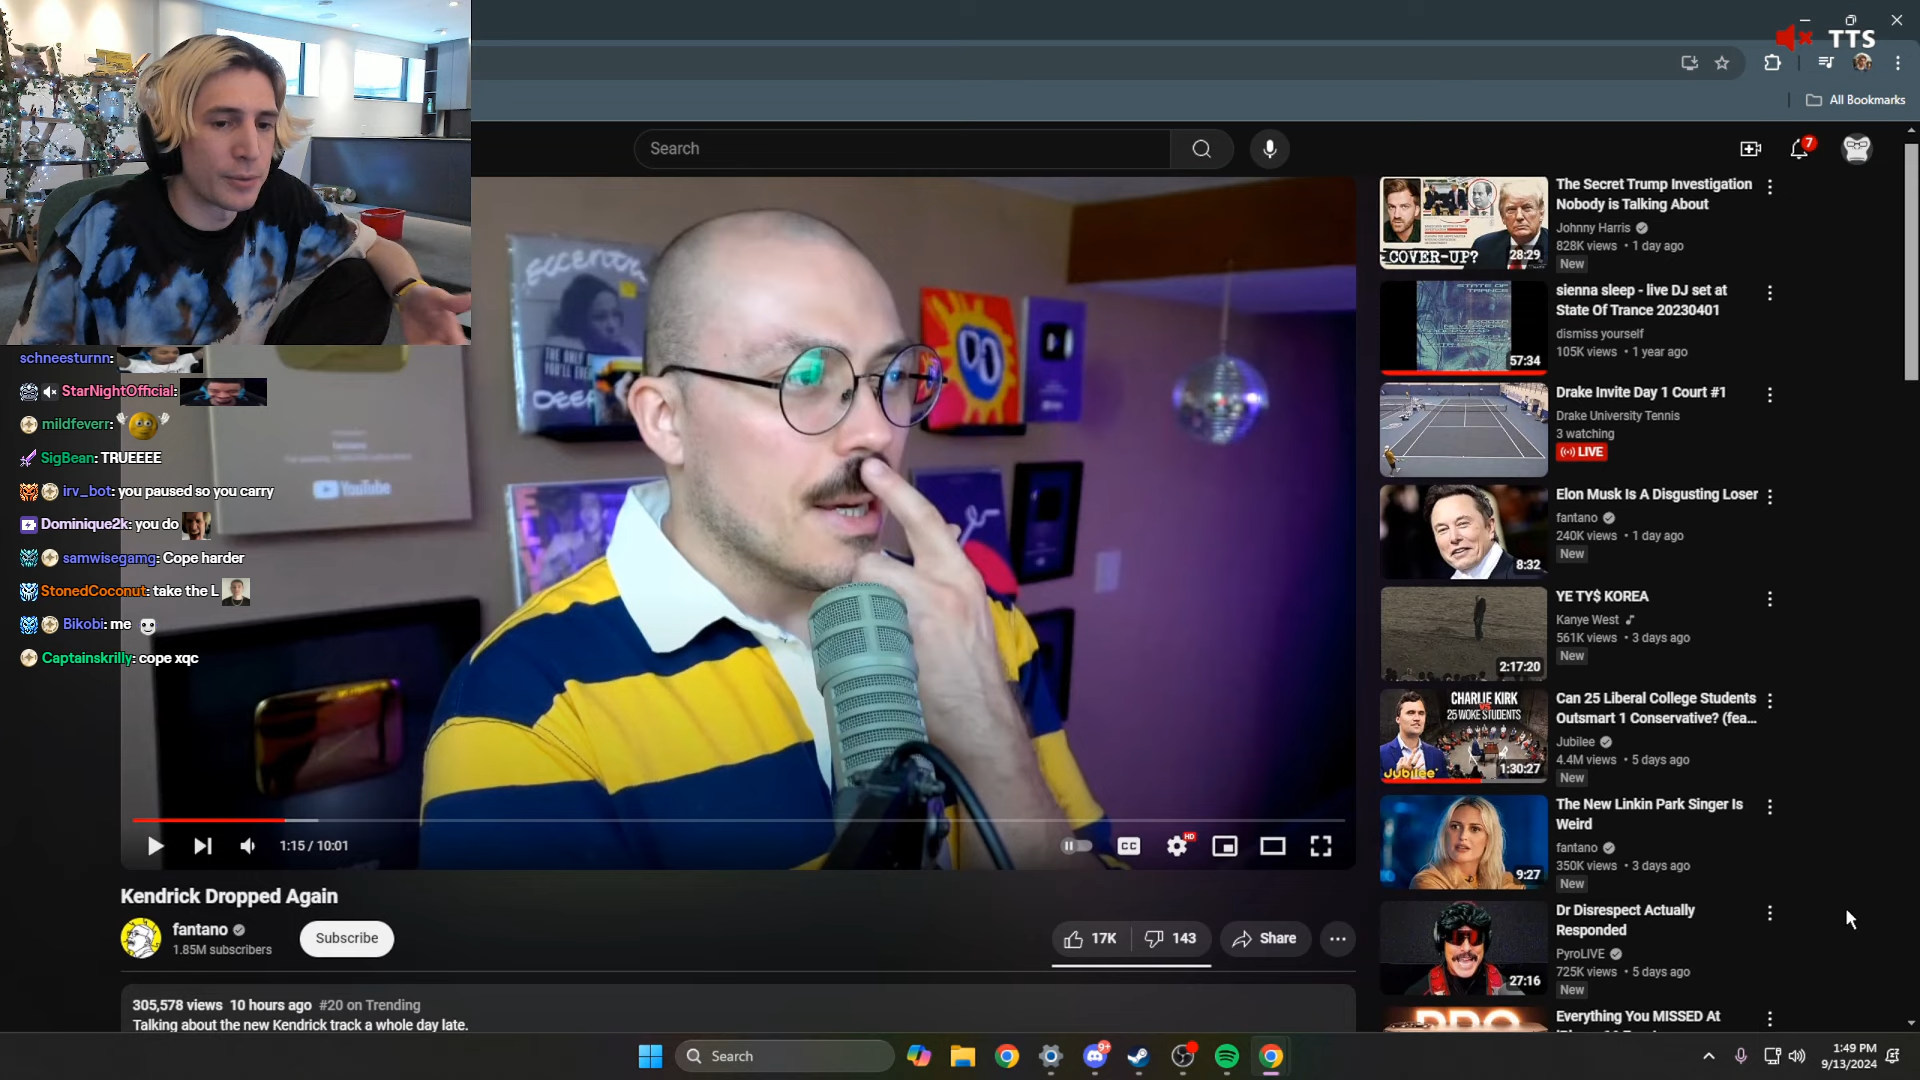 TTS
All Bookmarks
Search
7
schneesturnn:
StarNightOfficial:
mildfeverr:
SigBean: TRUEEEE
irv_bot: you paused so you carry
Dominique2k: you do
samwisegamg: Cope harder
StonedCoconut: take the L
Bikobi: me
Captainskrilly: cope xqc
YouTube
1:15 / 10:01
CC
HD
Kendrick Dropped Again
fantano
1.85M subscribers
Subscribe
17K
143
Share
305,578 views 10 hours ago #20 on Trending
Talking about the new Kendrick track a whole day late.
COVER-UP?
28:29
The Secret Trump Investigation
Nobody is Talking About
Johnny Harris
828K views • 1 day ago
New
STATE OF
TRANCE
57:34
sienna sleep - live DJ set at
State Of Trance 20230401
dismiss yourself
105K views • 1 year ago
Drake Invite Day 1 Court #1
Drake University Tennis
3 watching
LIVE
8:32
Elon Musk Is A Disgusting Loser
fantano
240K views • 1 day ago
New
2:17:20
YE TY$ KOREA
Kanye West
561K views • 3 days ago
New
CHARLIE KIRK
VS
25 WOKE STUDENTS
Jubilee
1:30:27
Can 25 Liberal College Students
Outsmart 1 Conservative? (fea...
Jubilee
4.4M views • 5 days ago
New
9:27
The New Linkin Park Singer Is
Weird
fantano
350K views • 3 days ago
New
27:16
Dr Disrespect Actually
Responded
PyroLIVE
725K views • 5 days ago
New
PRO
Everything You MISSED At
Search
9+
1:49 PM
9/13/2024